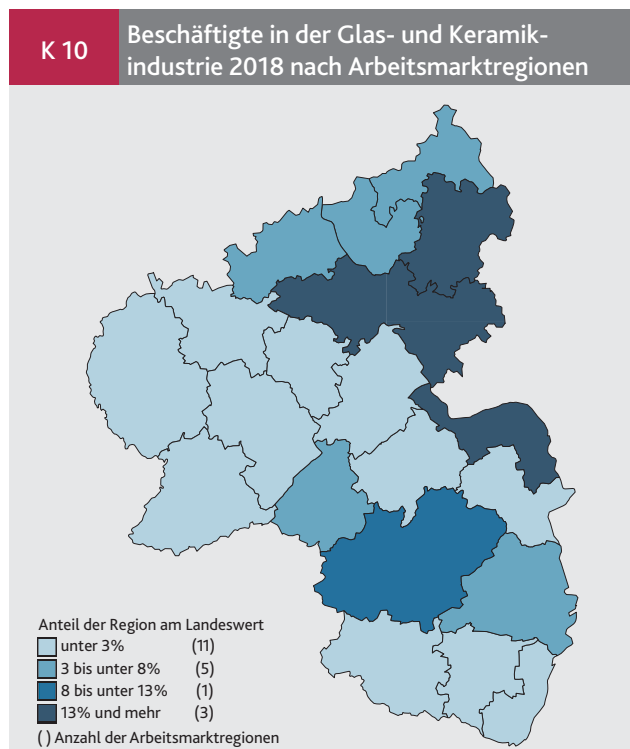 K 10
Beschäftigte in der Glas- und Keramik-
industrie 2018 nach Arbeitsmarktregionen
Anteil der Region am Landeswert
unter 3% (11)
3 bis unter 8% (5)
8 bis unter 13% (1)
13% und mehr (3)
( ) Anzahl der Arbeitsmarktregionen